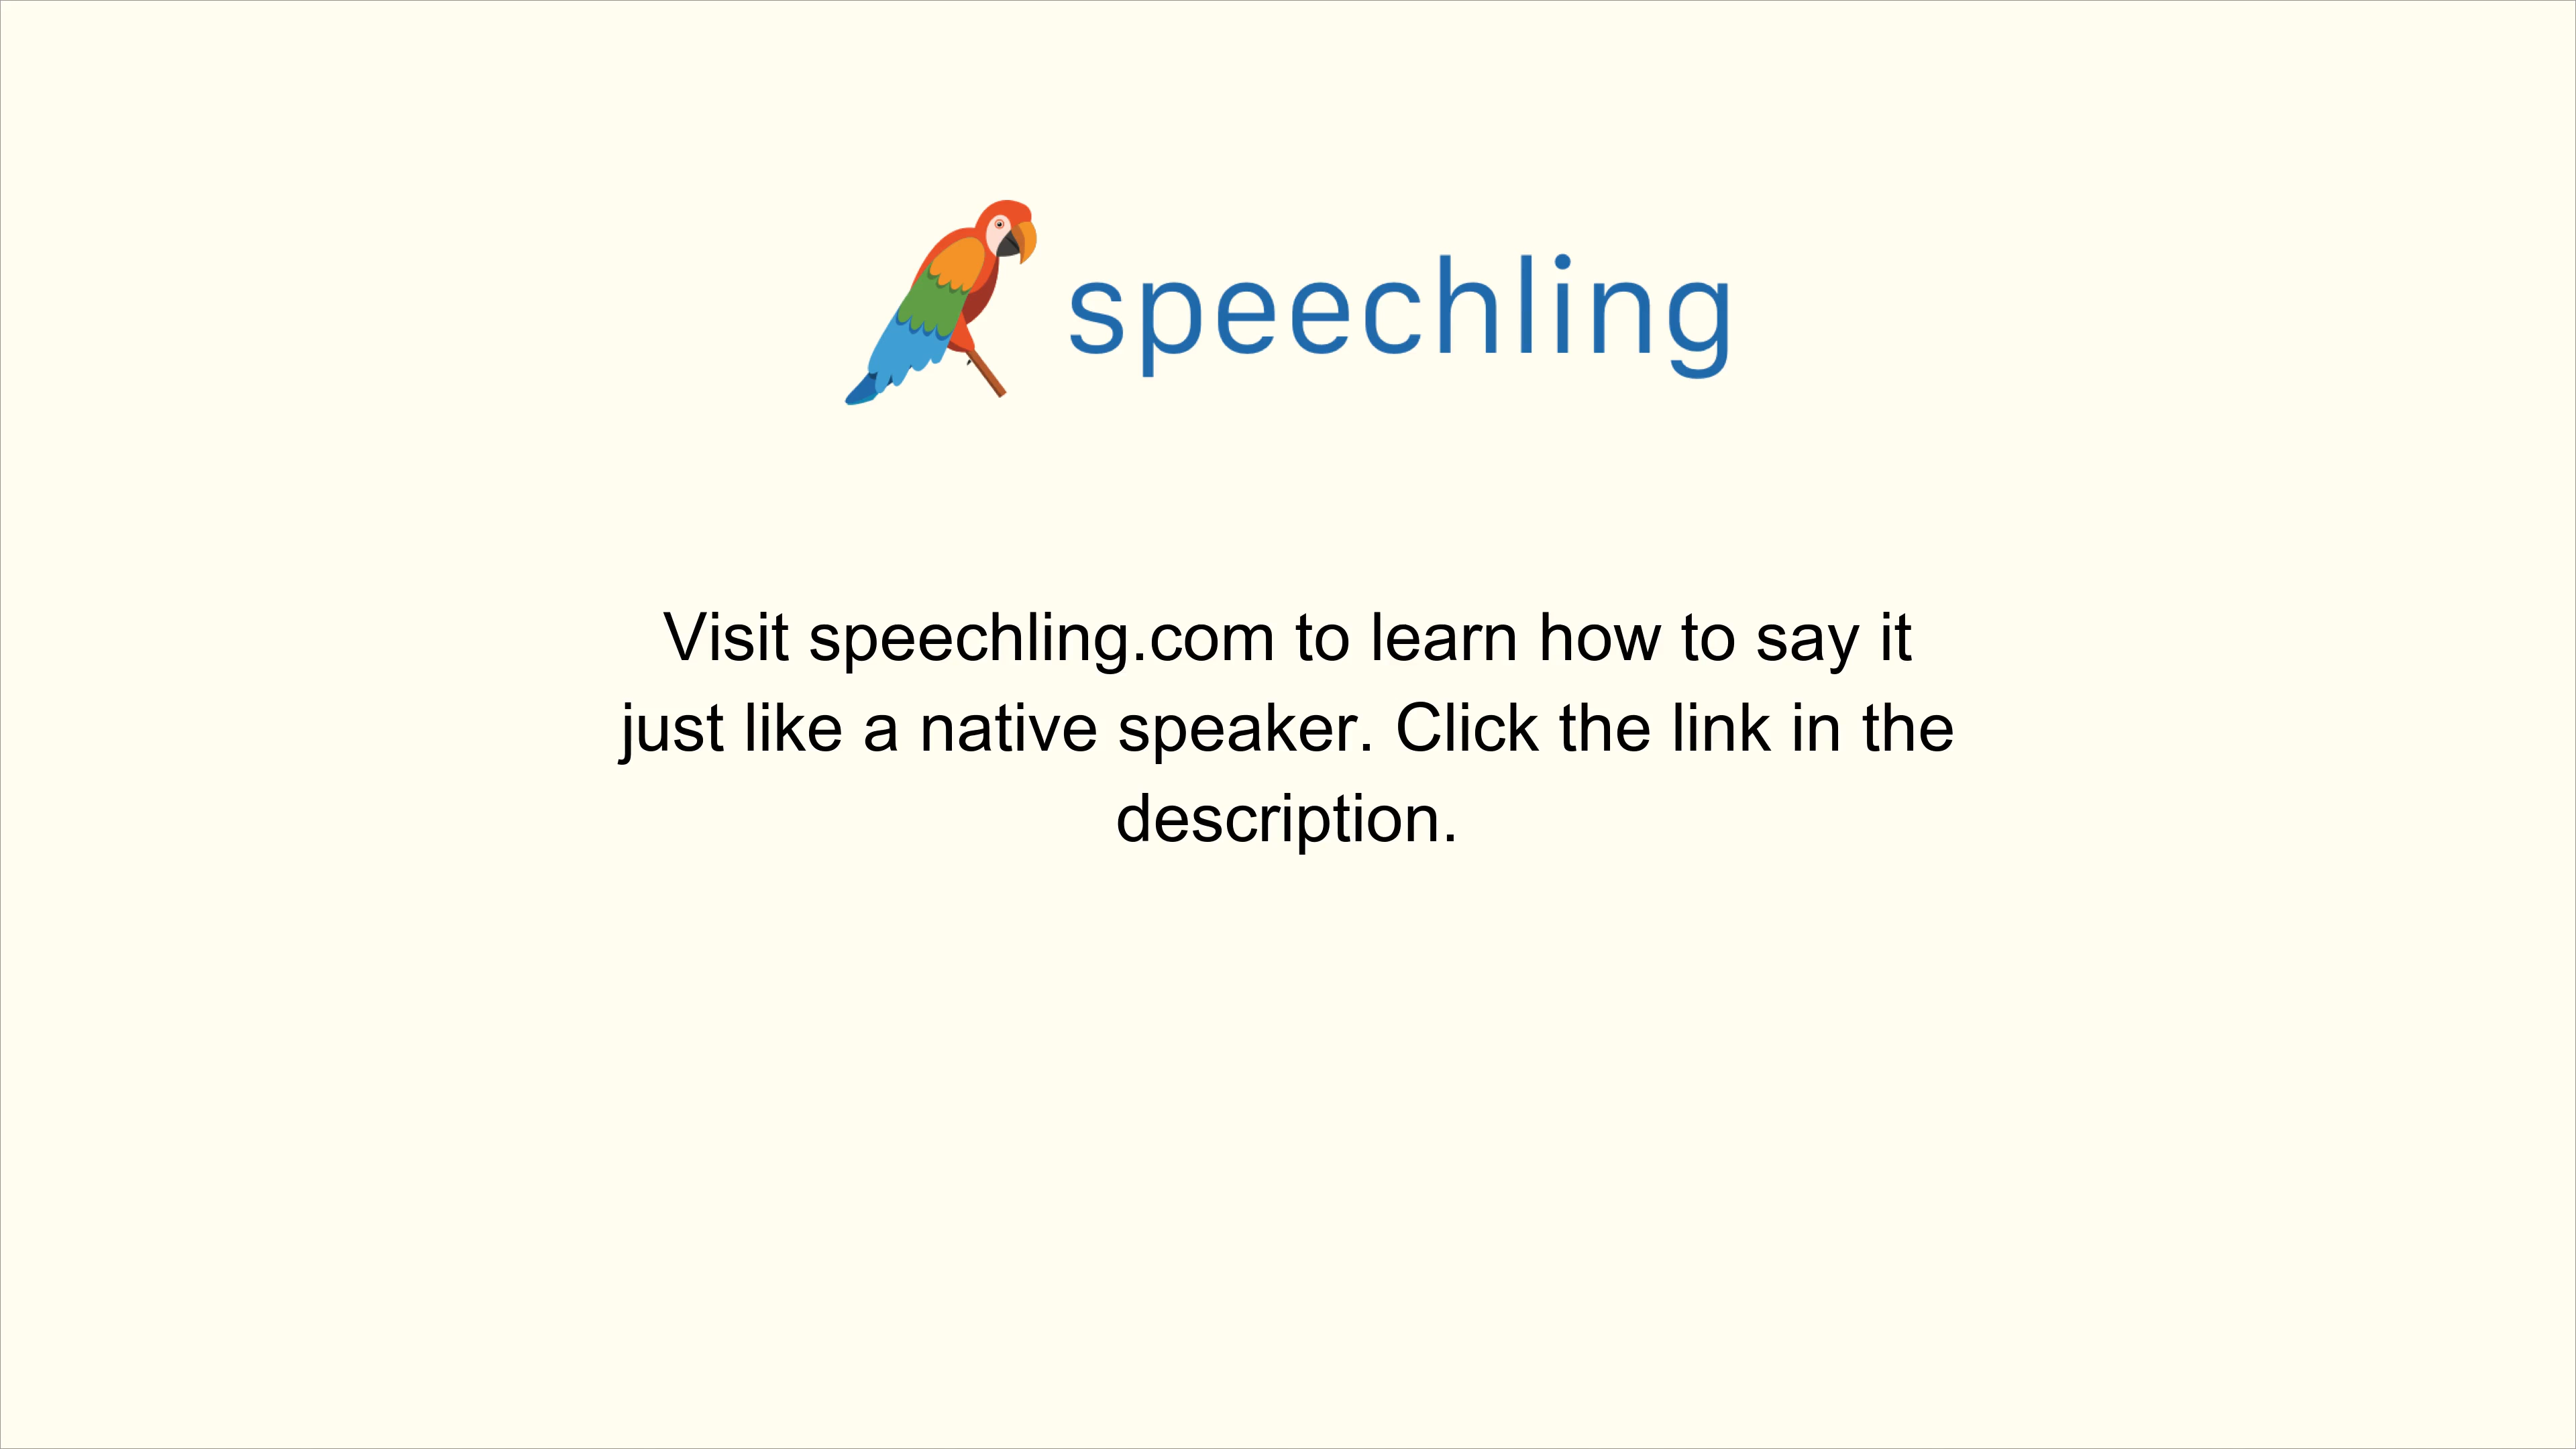 speechling
Visit speechling.com to learn how to say it
just like a native speaker. Click the link in the
description.